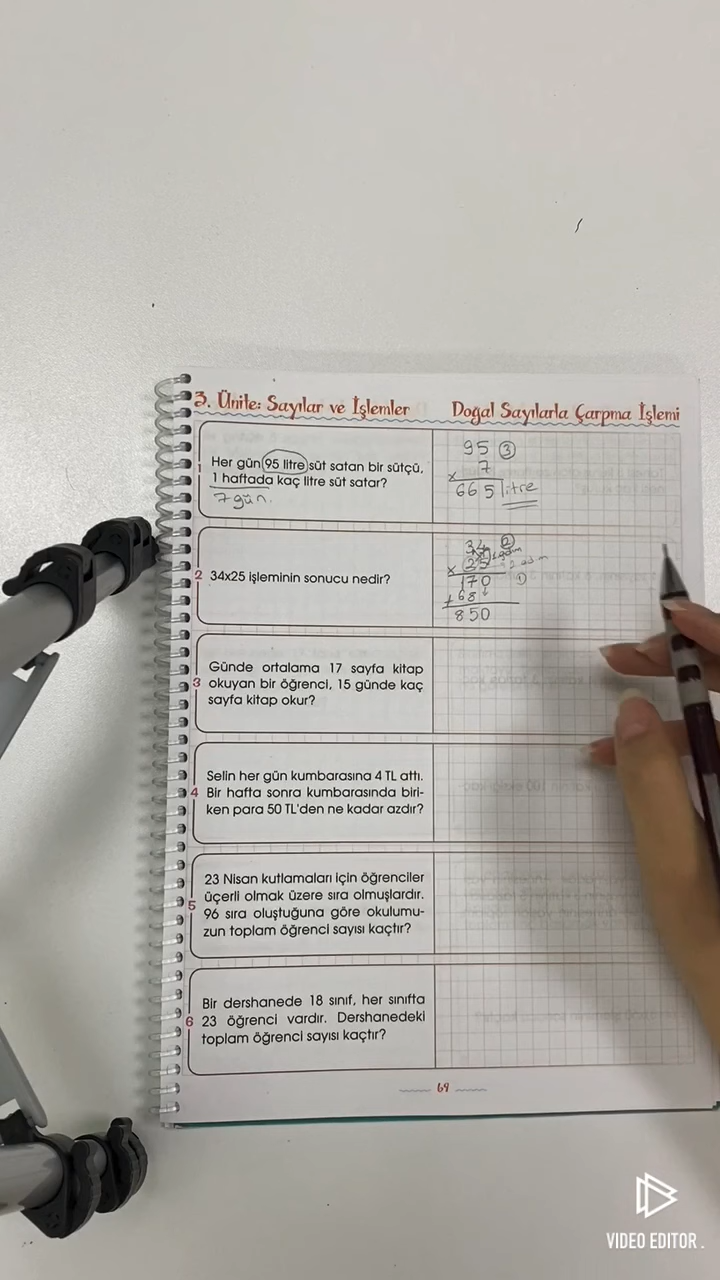 3. Ünite: Sayılar ve İşlemler
Doğal Sayılarla Çarpma İşlemi
1
Her gün 95 litre süt satan bir sütçü,
1 haftada kaç litre süt satar?
7 gün.
95 ③
x 7
665 litre
2
34x25 işleminin sonucu nedir?
34 ②
x 25
170 ①
+ 68
850
3
Günde ortalama 17 sayfa kitap
okuyan bir öğrenci, 15 günde kaç
sayfa kitap okur?
4
Selin her gün kumbarasına 4 TL attı.
Bir hafta sonra kumbarasında biri-
ken para 50 TL'den ne kadar azdır?
5
23 Nisan kutlamaları için öğrenciler
üçerli olmak üzere sıra olmuşlardır.
96 sıra oluştuğuna göre okulumu-
zun toplam öğrenci sayısı kaçtır?
6
Bir dershanede 18 sınıf, her sınıfta
23 öğrenci vardır. Dershanedeki
toplam öğrenci sayısı kaçtır?
69
VIDEO EDITOR .